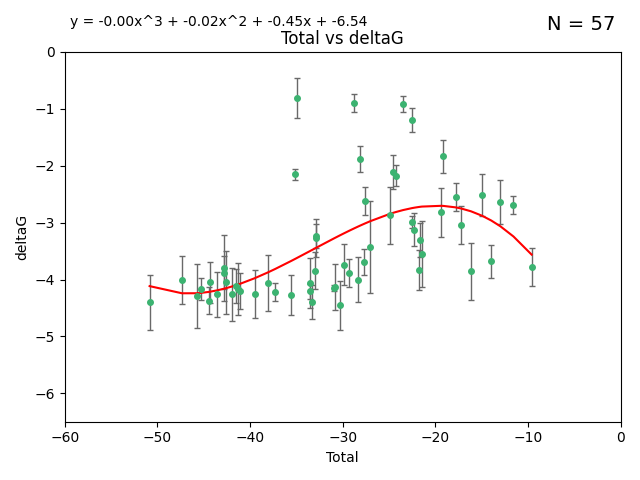 y = -0.00x^3 + -0.02x^2 + -0.45x + -6.54
N = 57
Total vs deltaG
0
−1
−2
−3
−4
−5
−6
deltaG
−60
−50
−40
−30
−20
−10
0
Total